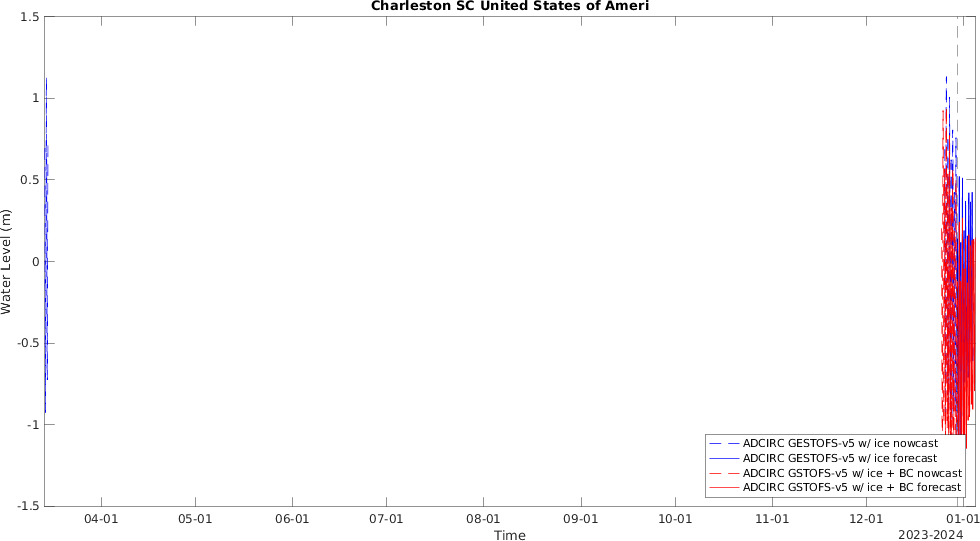 Charleston SC United States of Ameri
1.5
1
0.5
0
-0.5
-1
-1.5
Water Level (m)
ADCIRC GESTOFS-v5 w/ ice nowcast
ADCIRC GESTOFS-v5 w/ ice forecast
ADCIRC GSTOFS-v5 w/ ice + BC nowcast
ADCIRC GSTOFS-v5 w/ ice + BC forecast
04-01 05-01 06-01 07-01 08-01 09-01 10-01 11-01 12-01 01-01
Time
2023-2024